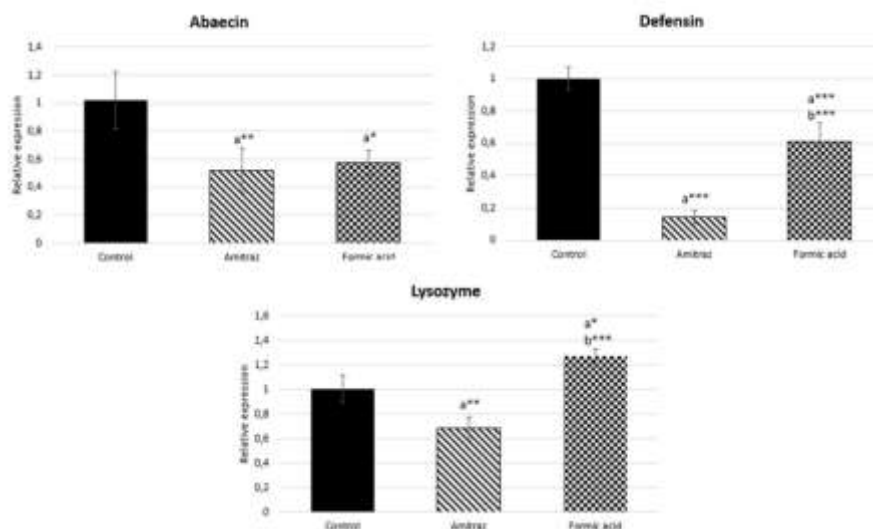 Abaecin
Relative expression
1,4
1,2
1
0,8
0,6
0,4
0,2
0
a**
a*
Control
Amitraz
Formic acid
Defensin
Relative expression
1,2
1
0,8
0,6
0,4
0,2
0
a***
a***
b***
Control
Amitraz
Formic acid
Lysozyme
Relative expression
1,6
1,4
1,2
1
0,8
0,6
0,4
0,2
0
a**
a*
b***
Control
Amitraz
Formic acid